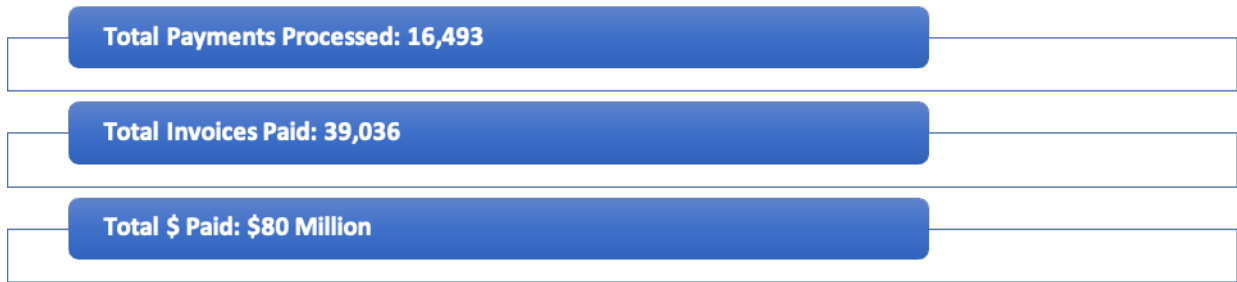 Total Payments Processed: 16,493
Total Invoices Paid: 39,036
Total $ Paid: $80 Million